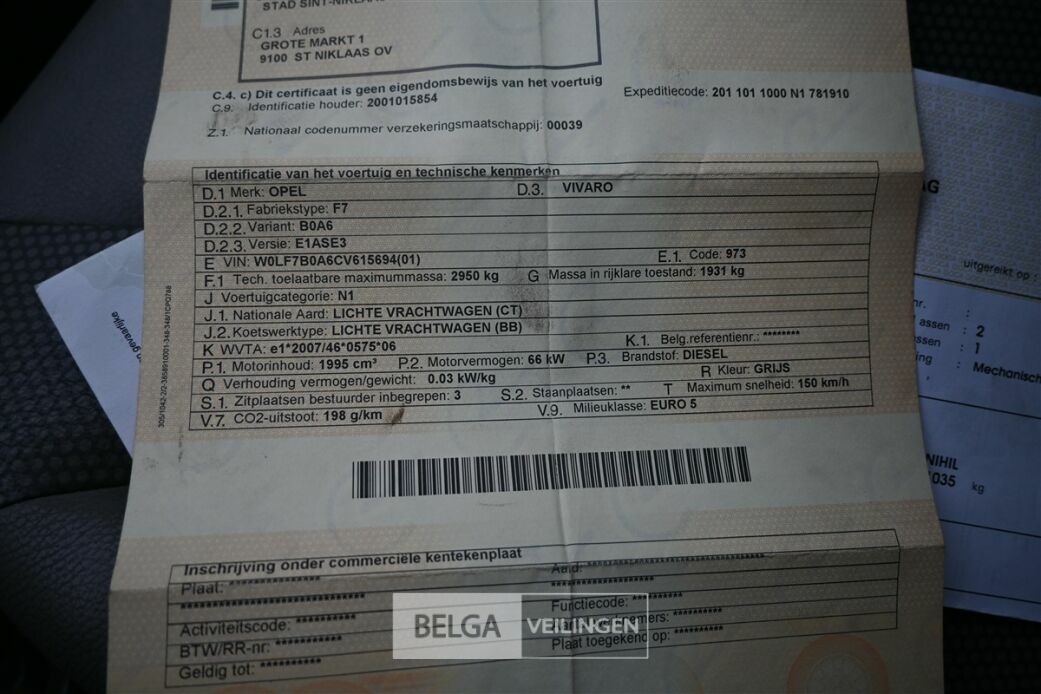 STAD SINT-NIKLAAS
C1.3 Adres
GROTE MARKT 1
9100 ST NIKLAAS OV
C.4. c) Dit certificaat is geen eigendomsbewijs van het voertuig
C.9. Identificatie houder: 2001015854
Expeditiecode: 201 101 1000 N1 781910
Z.1. Nationaal codenummer verzekeringsmaatschappij: 00039
Identificatie van het voertuig en technische kenmerken
D.1 Merk: OPEL D.3. VIVARO
D.2.1. Fabriekstype: F7
D.2.2. Variant: B0A6
D.2.3. Versie: E1ASE3
E VIN: W0LF7B0A6CV615694(01) E.1. Code: 973
F.1 Tech. toelaatbare maximummassa: 2950 kg G Massa in rijklare toestand: 1931 kg
J Voertuigcategorie: N1
J.1. Nationale Aard: LICHTE VRACHTWAGEN (CT)
J.2. Koetswerktype: LICHTE VRACHTWAGEN (BB)
K WVTA: e1*2007/46*0575*06 K.1. Belg.referentienr.: ********
P.1. Motorinhoud: 1995 cm³ P.2. Motorvermogen: 66 kW P.3. Brandstof: DIESEL
Q Verhouding vermogen/gewicht: 0.03 kW/kg R Kleur: GRIJS
S.1. Zitplaatsen bestuurder inbegrepen: 3 S.2. Staanplaatsen: ** T Maximum snelheid: 150 km/h
V.7. CO2-uitstoot: 198 g/km V.9. Milieuklasse: EURO 5
Inschrijving onder commerciële kentekenplaat
Plaat: **************
Aard:
Activiteitscode: **********
Functiecode: **********
BTW/RR-nr: **********
Plaat toegekend op: **********
Geldig tot: **********
BELGA VEILINGEN
AG
uitgereikt op :
nr. :
assen : 2
ssen : 1
ng : Mechanisch
NIHIL
035 kg
n gevaarlijke